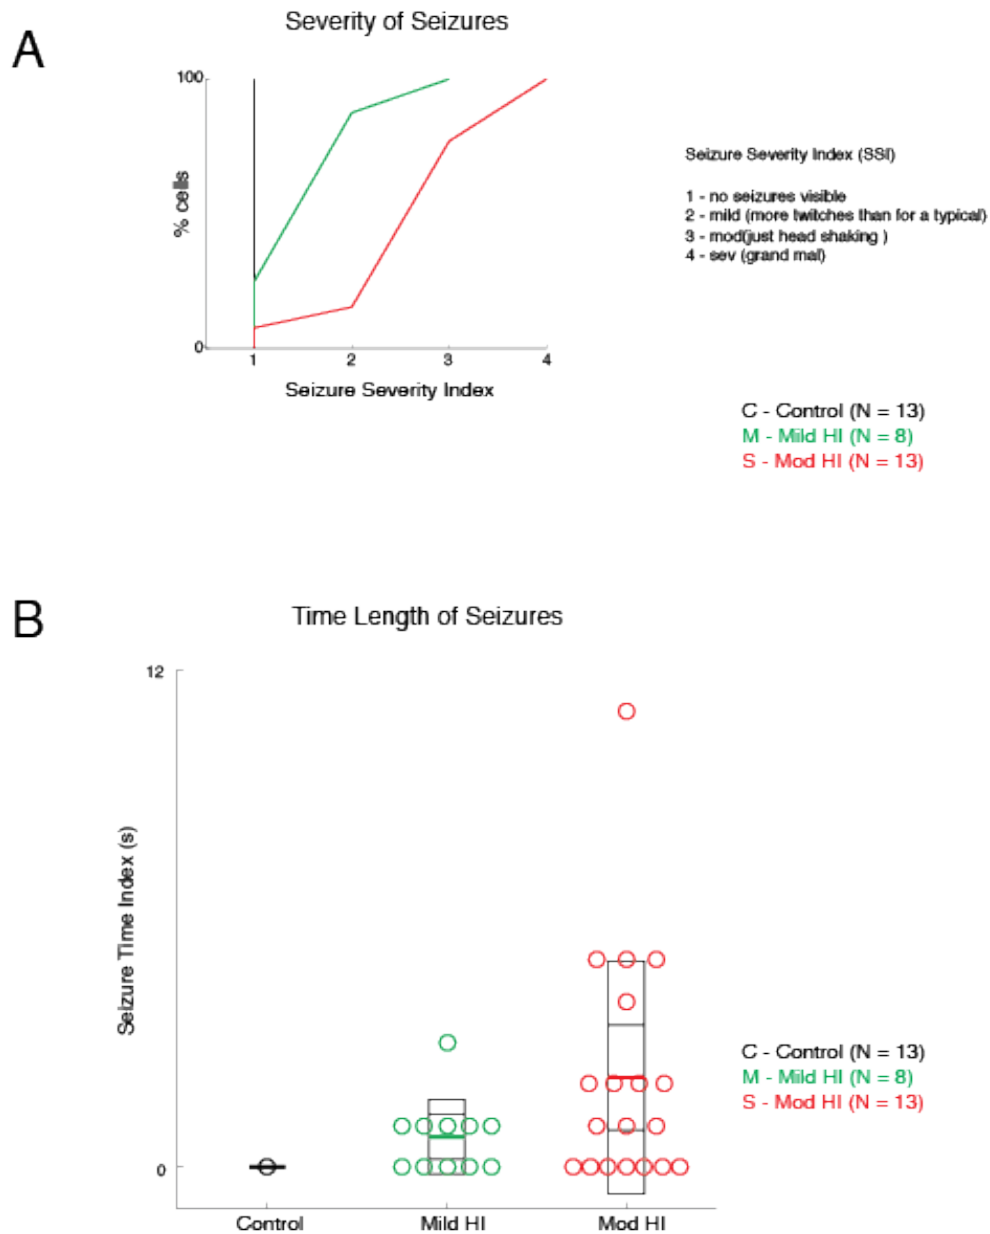 A
Severity of Seizures
100
% cells
0
1 2 3 4
Seizure Severity Index
Seizure Severity Index (SSI)
1 - no seizures visible
2 - mild (more twitches than for a typical)
3 - mod(just head shaking )
4 - sev (grand mal)
C - Control (N = 13)
M - Mild HI (N = 8)
S - Mod HI (N = 13)
B
Time Length of Seizures
12
Seizure Time Index (s)
0
Control Mild HI Mod HI
C - Control (N = 13)
M - Mild HI (N = 8)
S - Mod HI (N = 13)